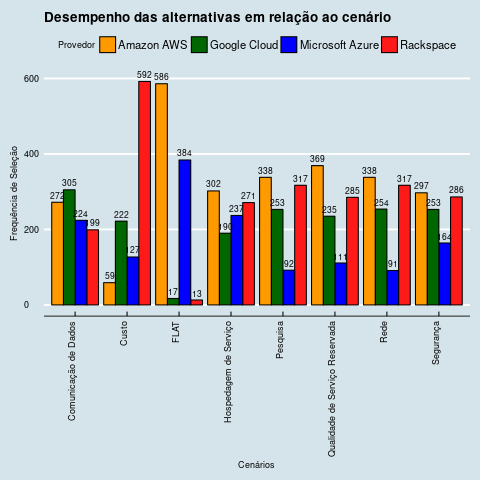 Desempenho das alternativas em relação ao cenário
Provedor Amazon AWS Google Cloud Microsoft Azure Rackspace
Frequência de Seleção
600
400
200
0
272 305 224 199
59 222 127 592
586 17 384 13
302 190 237 271
338 253 92 317
369 235 111 285
338 254 91 317
297 253 164 286
Comunicação de Dados
Custo
FLAT
Hospedagem de Serviço
Pesquisa
Qualidade de Serviço Reservada
Rede
Segurança
Cenários